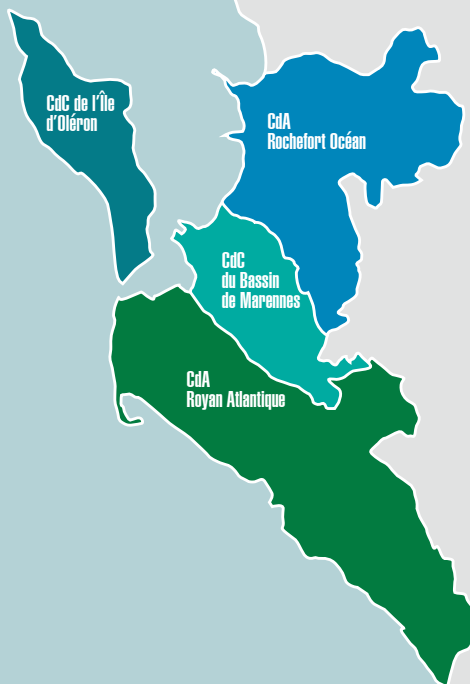 CdC de l'Île
d'Oléron
CdA
Rochefort Océan
CdC
du Bassin
de Marennes
CdA
Royan Atlantique